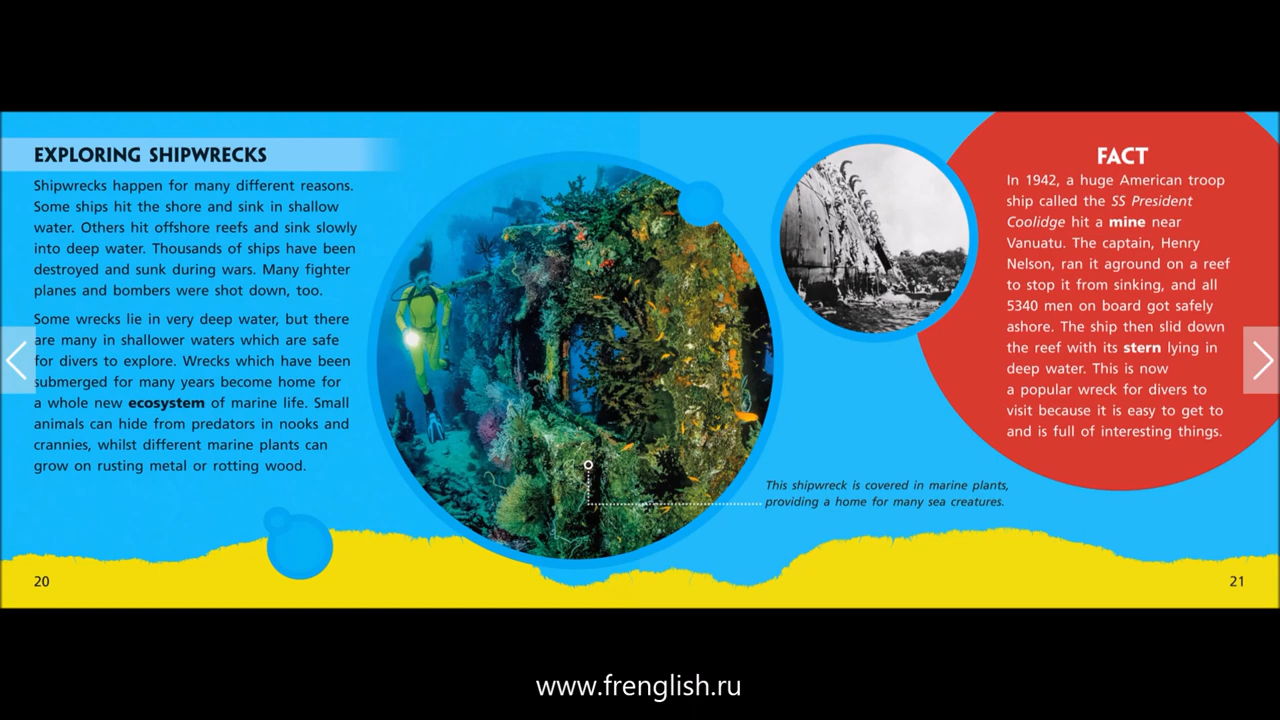 EXPLORING SHIPWRECKS
Shipwrecks happen for many different reasons.
Some ships hit the shore and sink in shallow
water. Others hit offshore reefs and sink slowly
into deep water. Thousands of ships have been
destroyed and sunk during wars. Many fighter
planes and bombers were shot down, too.
Some wrecks lie in very deep water, but there
are many in shallower waters which are safe
for divers to explore. Wrecks which have been
submerged for many years become home for
a whole new ecosystem of marine life. Small
animals can hide from predators in nooks and
crannies, whilst different marine plants can
grow on rusting metal or rotting wood.
20
This shipwreck is covered in marine plants,
providing a home for many sea creatures.
FACT
In 1942, a huge American troop
ship called the SS President
Coolidge hit a mine near
Vanuatu. The captain, Henry
Nelson, ran it aground on a reef
to stop it from sinking, and all
5340 men on board got safely
ashore. The ship then slid down
the reef with its stern lying in
deep water. This is now
a popular wreck for divers to
visit because it is easy to get to
and is full of interesting things.
21
www.frenglish.ru